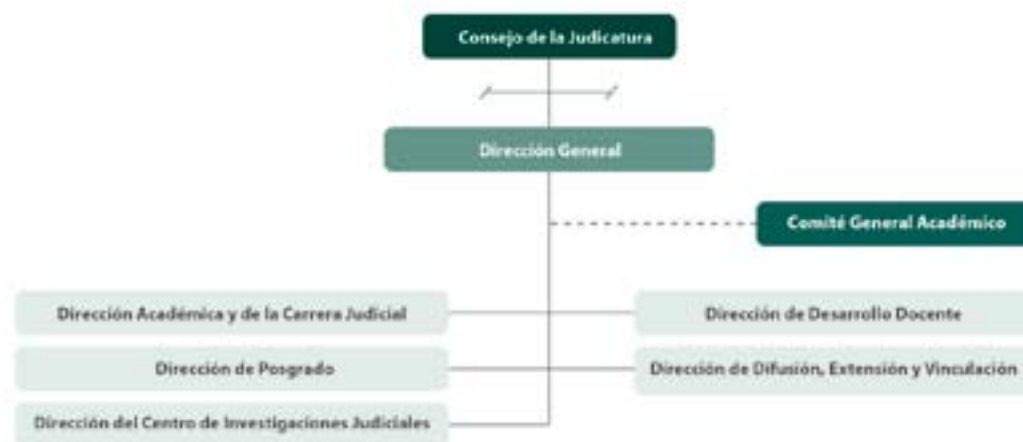 Consejo de la Judicatura
Dirección General
Comité General Académico
Dirección Académica y de la Carrera Judicial
Dirección de Desarrollo Docente
Dirección de Posgrado
Dirección de Difusión, Extensión y Vinculación
Dirección del Centro de Investigaciones Judiciales